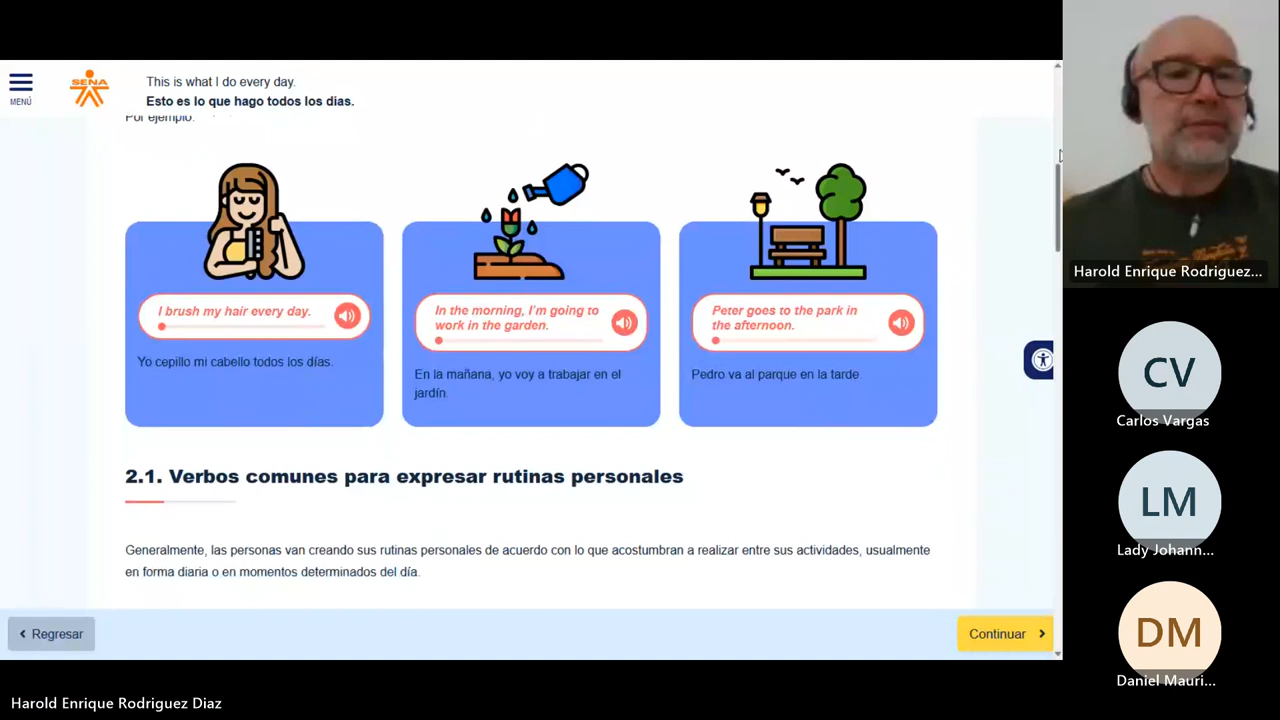 MENÚ
SENA
This is what I do every day.
Esto es lo que hago todos los días.
Por ejemplo:
I brush my hair every day.
Yo cepillo mi cabello todos los días.
In the morning, I'm going to
work in the garden.
En la mañana, yo voy a trabajar en el
jardín.
Peter goes to the park in
the afternoon.
Pedro va al parque en la tarde.
2.1. Verbos comunes para expresar rutinas personales
Generalmente, las personas van creando sus rutinas personales de acuerdo con lo que acostumbran a realizar entre sus actividades, usualmente
en forma diaria o en momentos determinados del día.
Regresar
Continuar
Harold Enrique Rodriguez...
CV
Carlos Vargas
LM
Lady Johann...
DM
Daniel Mauri...
Harold Enrique Rodriguez Diaz